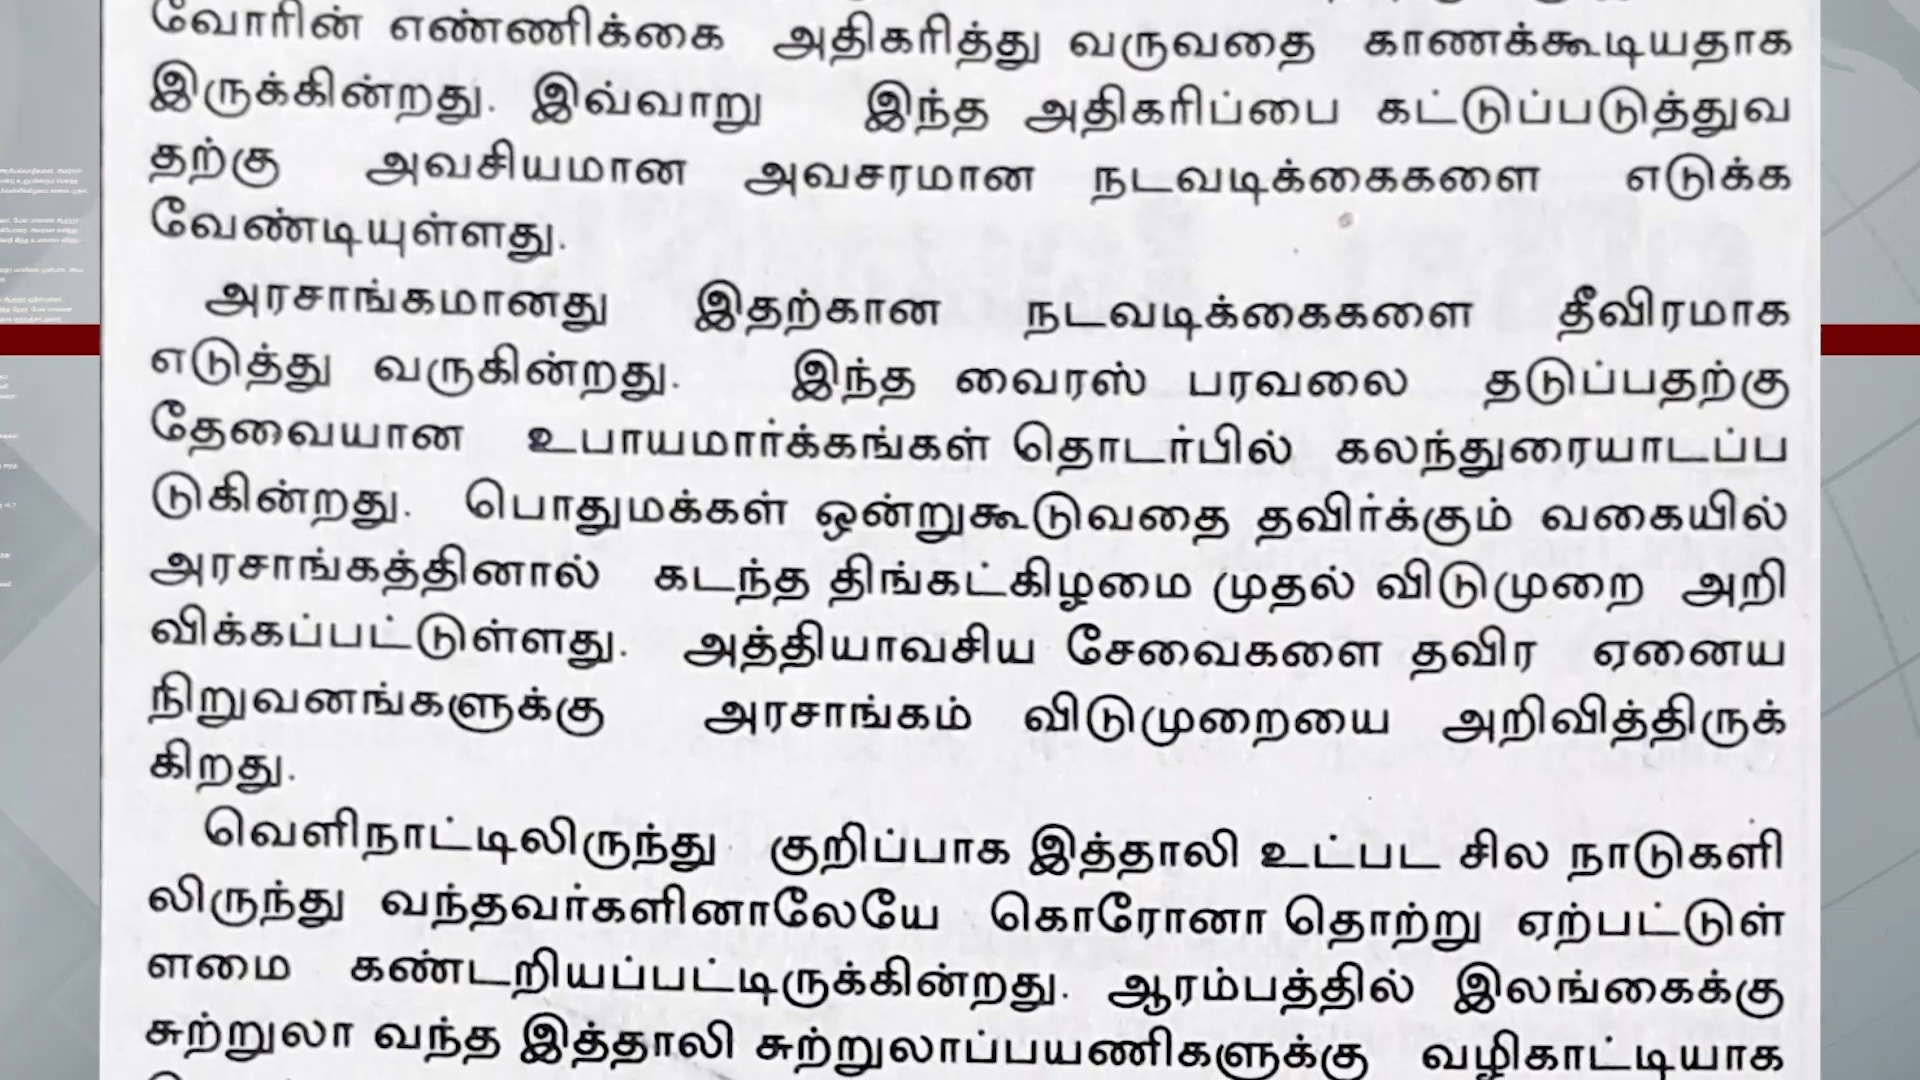 வோரின் எண்ணிக்கை அதிகரித்து வருவதை காணக்கூடியதாக
இருக்கின்றது. இவ்வாறு இந்த அதிகரிப்பை கட்டுப்படுத்துவ
தற்கு அவசியமான அவசரமான நடவடிக்கைகளை எடுக்க
வேண்டியுள்ளது.
அரசாங்கமானது இதற்கான நடவடிக்கைகளை தீவிரமாக
எடுத்து வருகின்றது. இந்த வைரஸ் பரவலை தடுப்பதற்கு
தேவையான உபாயமார்க்கங்கள் தொடர்பில் கலந்துரையாடப்ப
டுகின்றது. பொதுமக்கள் ஒன்றுகூடுவதை தவிர்க்கும் வகையில்
அரசாங்கத்தினால் கடந்த திங்கட்கிழமை முதல் விடுமுறை அறி
விக்கப்பட்டுள்ளது. அத்தியாவசிய சேவைகளை தவிர ஏனைய
நிறுவனங்களுக்கு அரசாங்கம் விடுமுறையை அறிவித்திருக்
கிறது.
வெளிநாட்டிலிருந்து குறிப்பாக இத்தாலி உட்பட சில நாடுகளி
லிருந்து வந்தவர்களினாலேயே கொரோனா தொற்று ஏற்பட்டுள்
ளமை கண்டறியப்பட்டிருக்கின்றது. ஆரம்பத்தில் இலங்கைக்கு
சுற்றுலா வந்த இத்தாலி சுற்றுலாப்பயணிகளுக்கு வழிகாட்டியாக